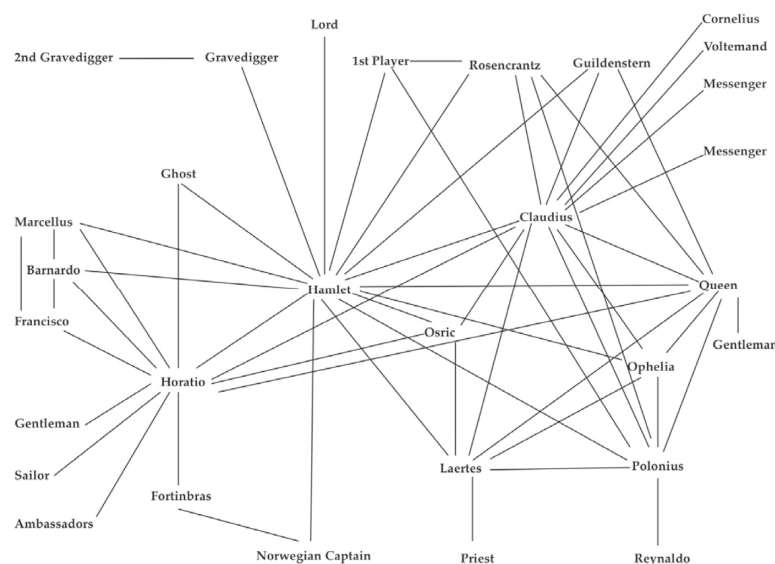 Cornelius
Lord
Voltemand
2nd Gravedigger
Gravedigger
1st Player
Rosencrantz
Guildenstern
Messenger
Messenger
Ghost
Marcellus
Claudius
Barnardo
Hamlet
Queen
Francisco
Osric
Gentleman
Ophelia
Horatio
Gentleman
Laertes
Polonius
Sailor
Fortinbras
Ambassadors
Norwegian Captain
Priest
Reynaldo